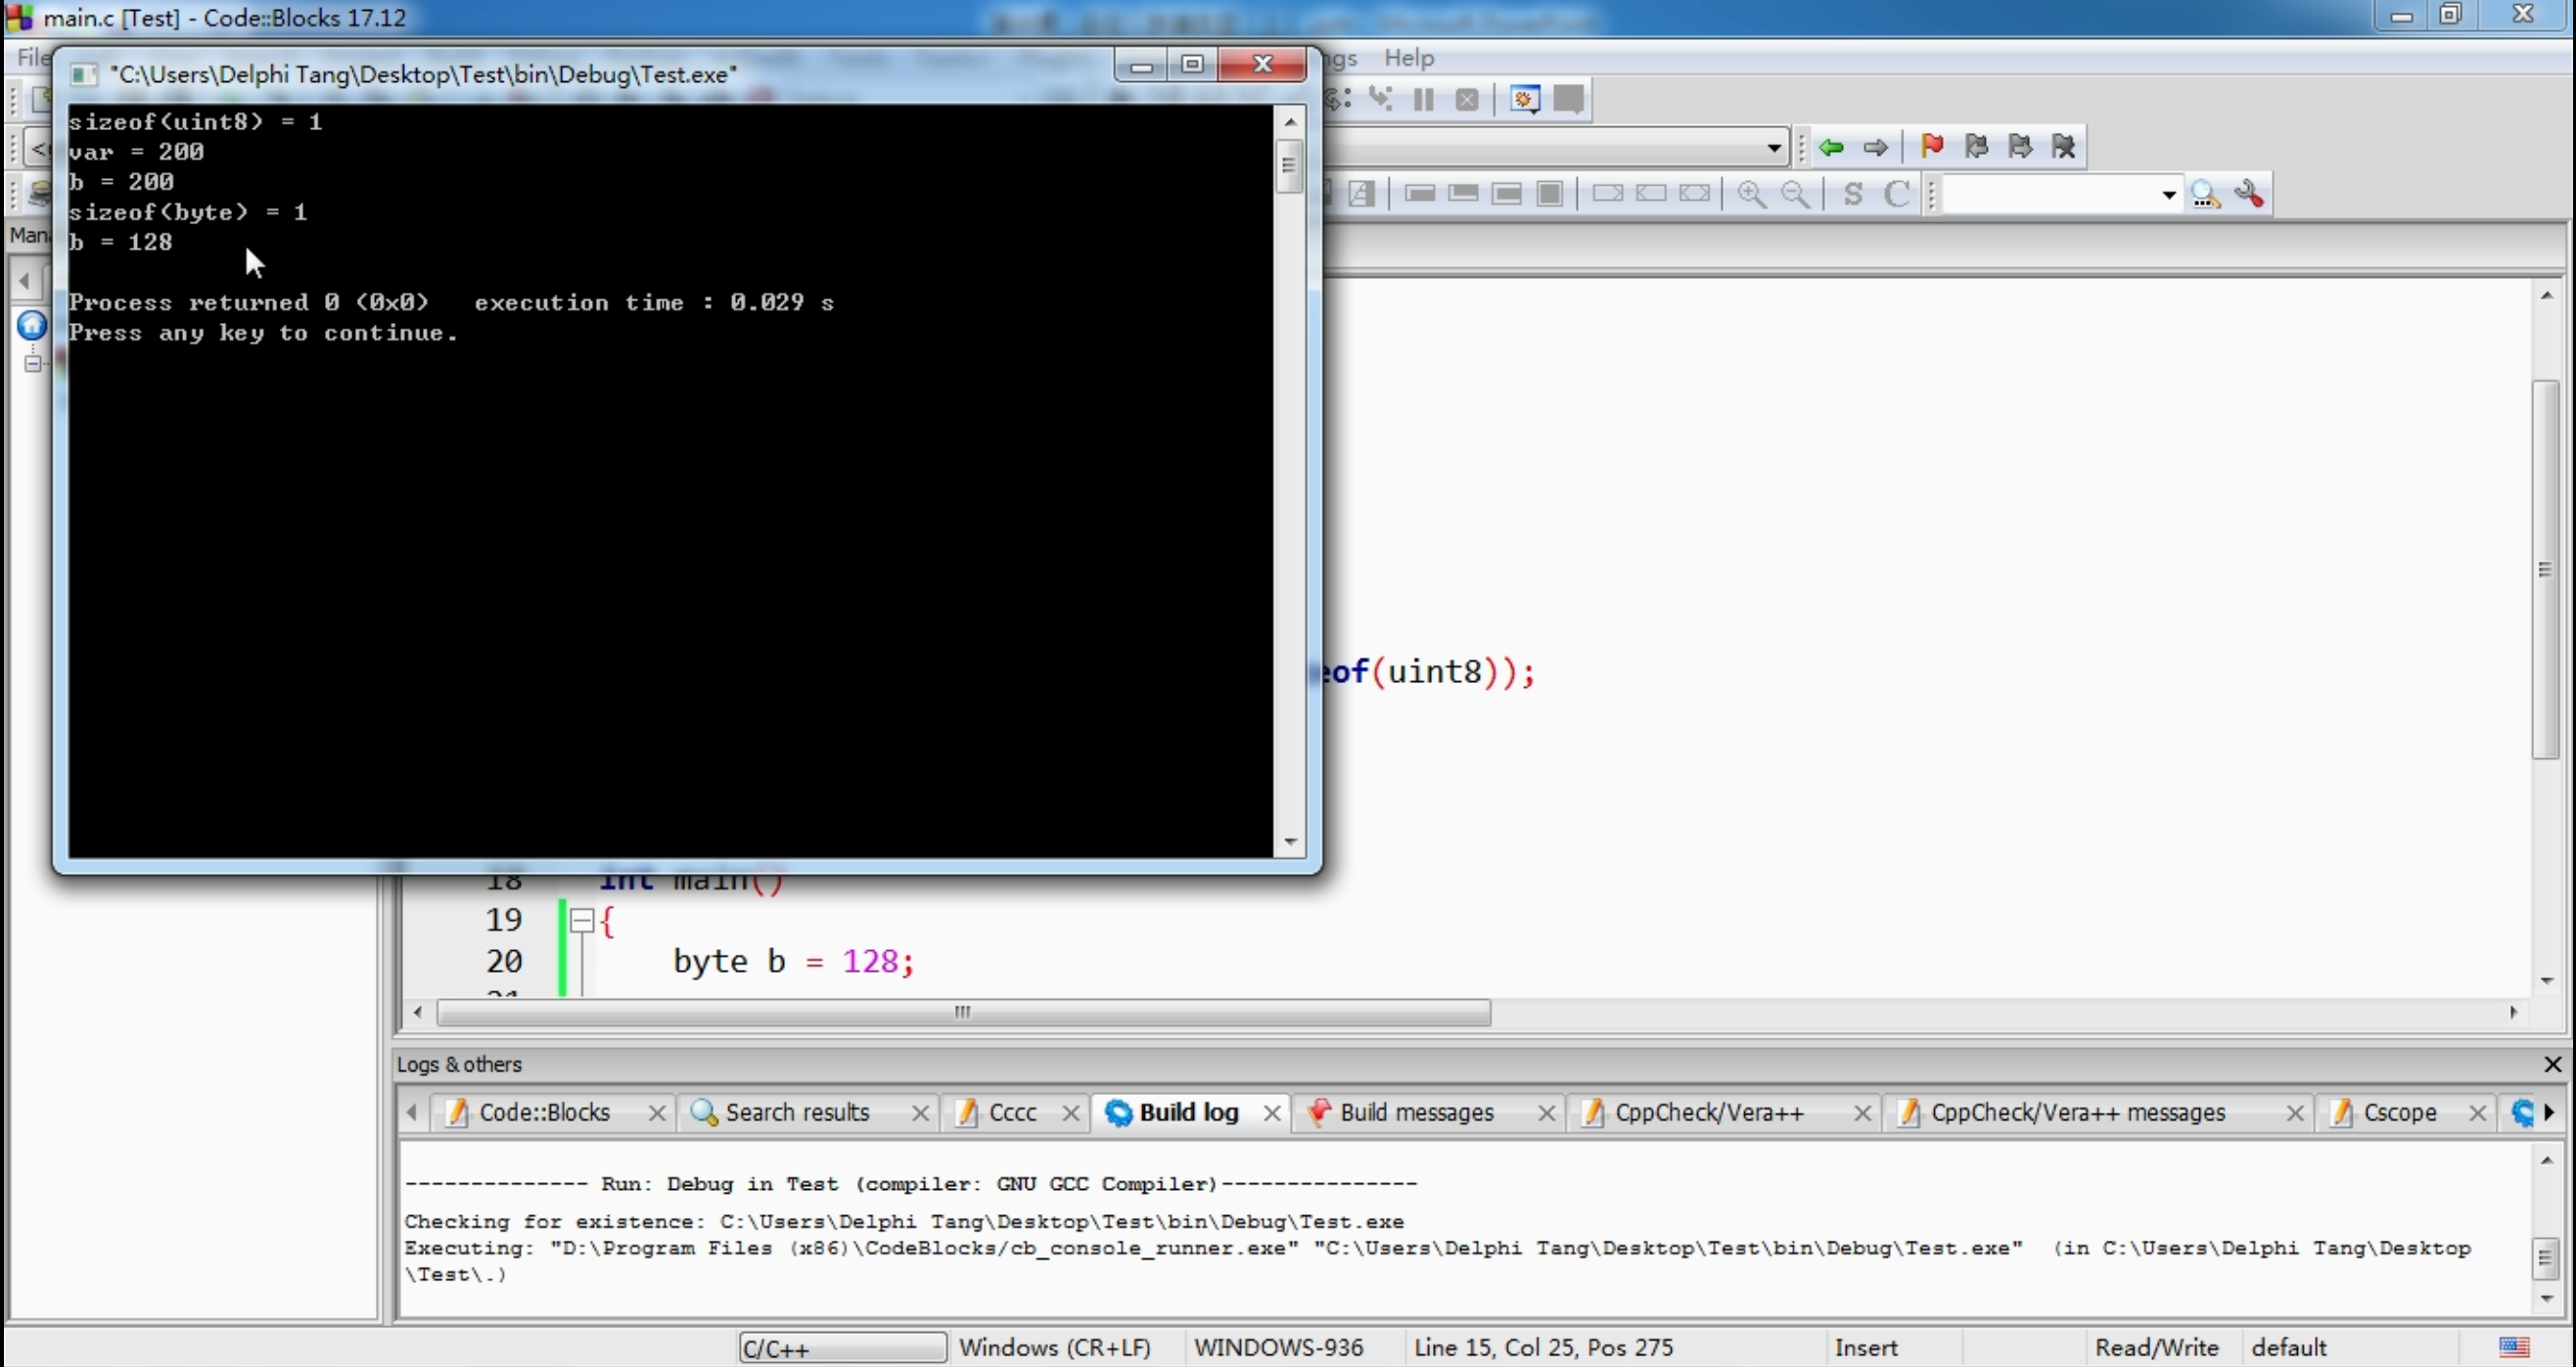 main.c [Test] - Code::Blocks 17.12
File
ngs Help
"C:\Users\Delphi Tang\Desktop\Test\bin\Debug\Test.exe"
sizeof(uint8) = 1
var = 200
b = 200
sizeof(byte) = 1
b = 128
Process returned 0 (0x0)   execution time : 0.029 s
Press any key to continue.
S C
Man
eof(uint8));
18 int main()
19 {
20 byte b = 128;
21
Logs & others
Code::Blocks Search results Cccc Build log Build messages CppCheck/Vera++ CppCheck/Vera++ messages Cscope
-------------- Run: Debug in Test (compiler: GNU GCC Compiler)---------------
Checking for existence: C:\Users\Delphi Tang\Desktop\Test\bin\Debug\Test.exe
Executing: "D:\Program Files (x86)\CodeBlocks/cb_console_runner.exe" "C:\Users\Delphi Tang\Desktop\Test\bin\Debug\Test.exe"  (in C:\Users\Delphi Tang\Desktop
\Test\.)
C/C++ Windows (CR+LF) WINDOWS-936 Line 15, Col 25, Pos 275 Insert Read/Write default